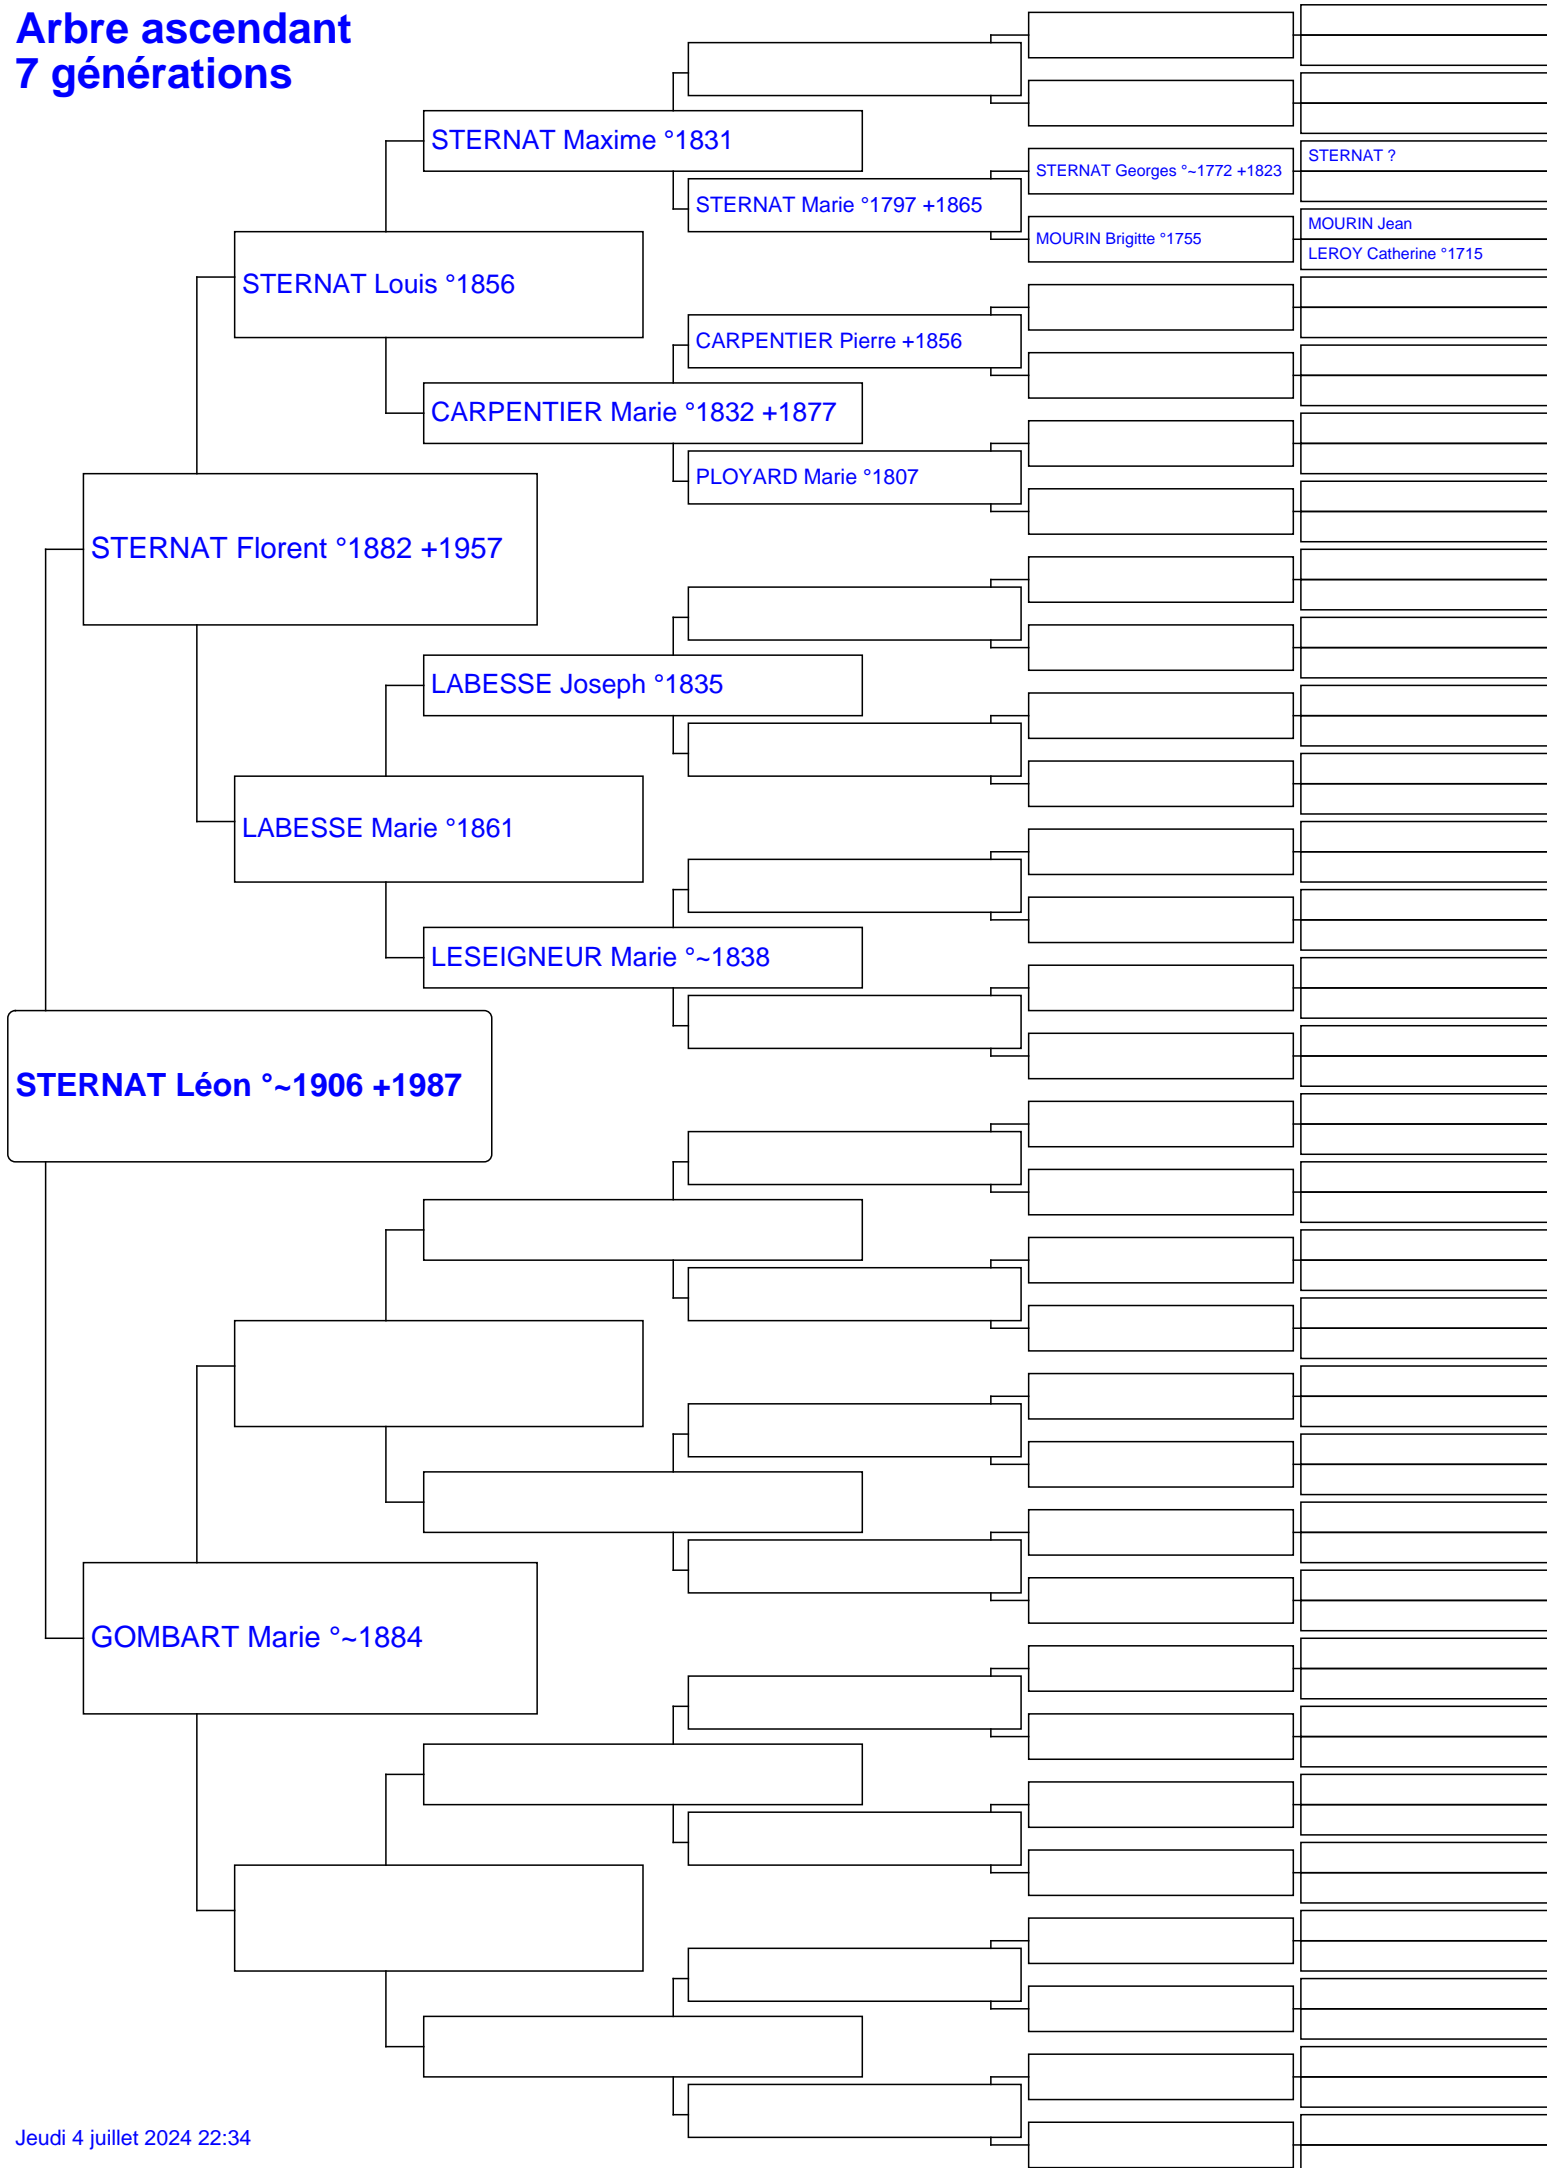 Arbre ascendant
7 générations
STERNAT Maxime °1831
STERNAT ?
STERNAT Georges °~1772 +1823
STERNAT Marie °1797 +1865
MOURIN Jean
MOURIN Brigitte °1755
LEROY Catherine °1715
STERNAT Louis °1856
CARPENTIER Pierre +1856
CARPENTIER Marie °1832 +1877
PLOYARD Marie °1807
STERNAT Florent °1882 +1957
LABESSE Joseph °1835
LABESSE Marie °1861
LESEIGNEUR Marie °~1838
STERNAT Léon °~1906 +1987
GOMBART Marie °~1884
Jeudi 4 juillet 2024 22:34